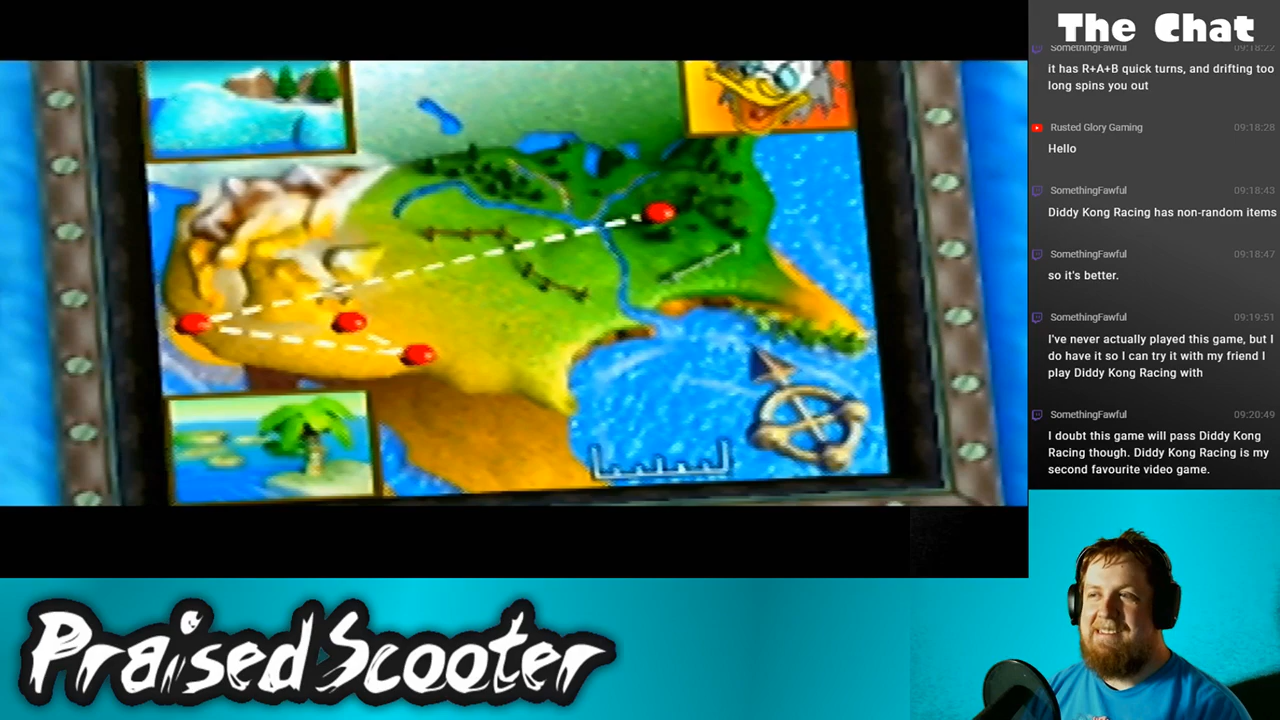 The Chat
SomethingFawful 09:18:22
it has R+A+B quick turns, and drifting too
long spins you out
Rusted Glory Gaming 09:18:28
Hello
SomethingFawful 09:18:43
Diddy Kong Racing has non-random items
SomethingFawful 09:18:47
so it's better.
SomethingFawful 09:19:51
I've never actually played this game, but I
do have it so I can try it with my friend I
play Diddy Kong Racing with
SomethingFawful 09:20:49
I doubt this game will pass Diddy Kong
Racing though. Diddy Kong Racing is my
second favourite video game.
PraisedScooter